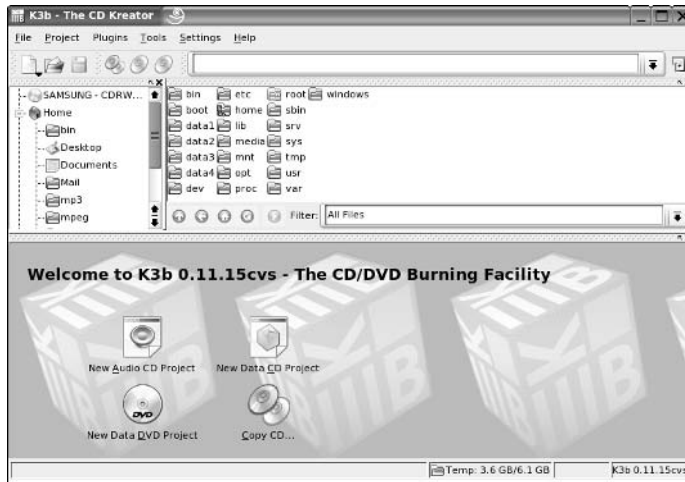 K3b - The CD Kreator
File Project Plugins Tools Settings Help
SAMSUNG - CDRW...
Home
bin
Desktop
Documents
Mail
mp3
mpeg
bin etc root windows
boot home sbin
data1 lib srv
data2 media sys
data3 mnt tmp
data4 opt usr
dev proc var
Filter: All Files
Welcome to K3b 0.11.15cvs - The CD/DVD Burning Facility
New Audio CD Project New Data CD Project
DVD
New Data DVD Project Copy CD...
Temp: 3.6 GB/6.1 GB K3b 0.11.15cvs